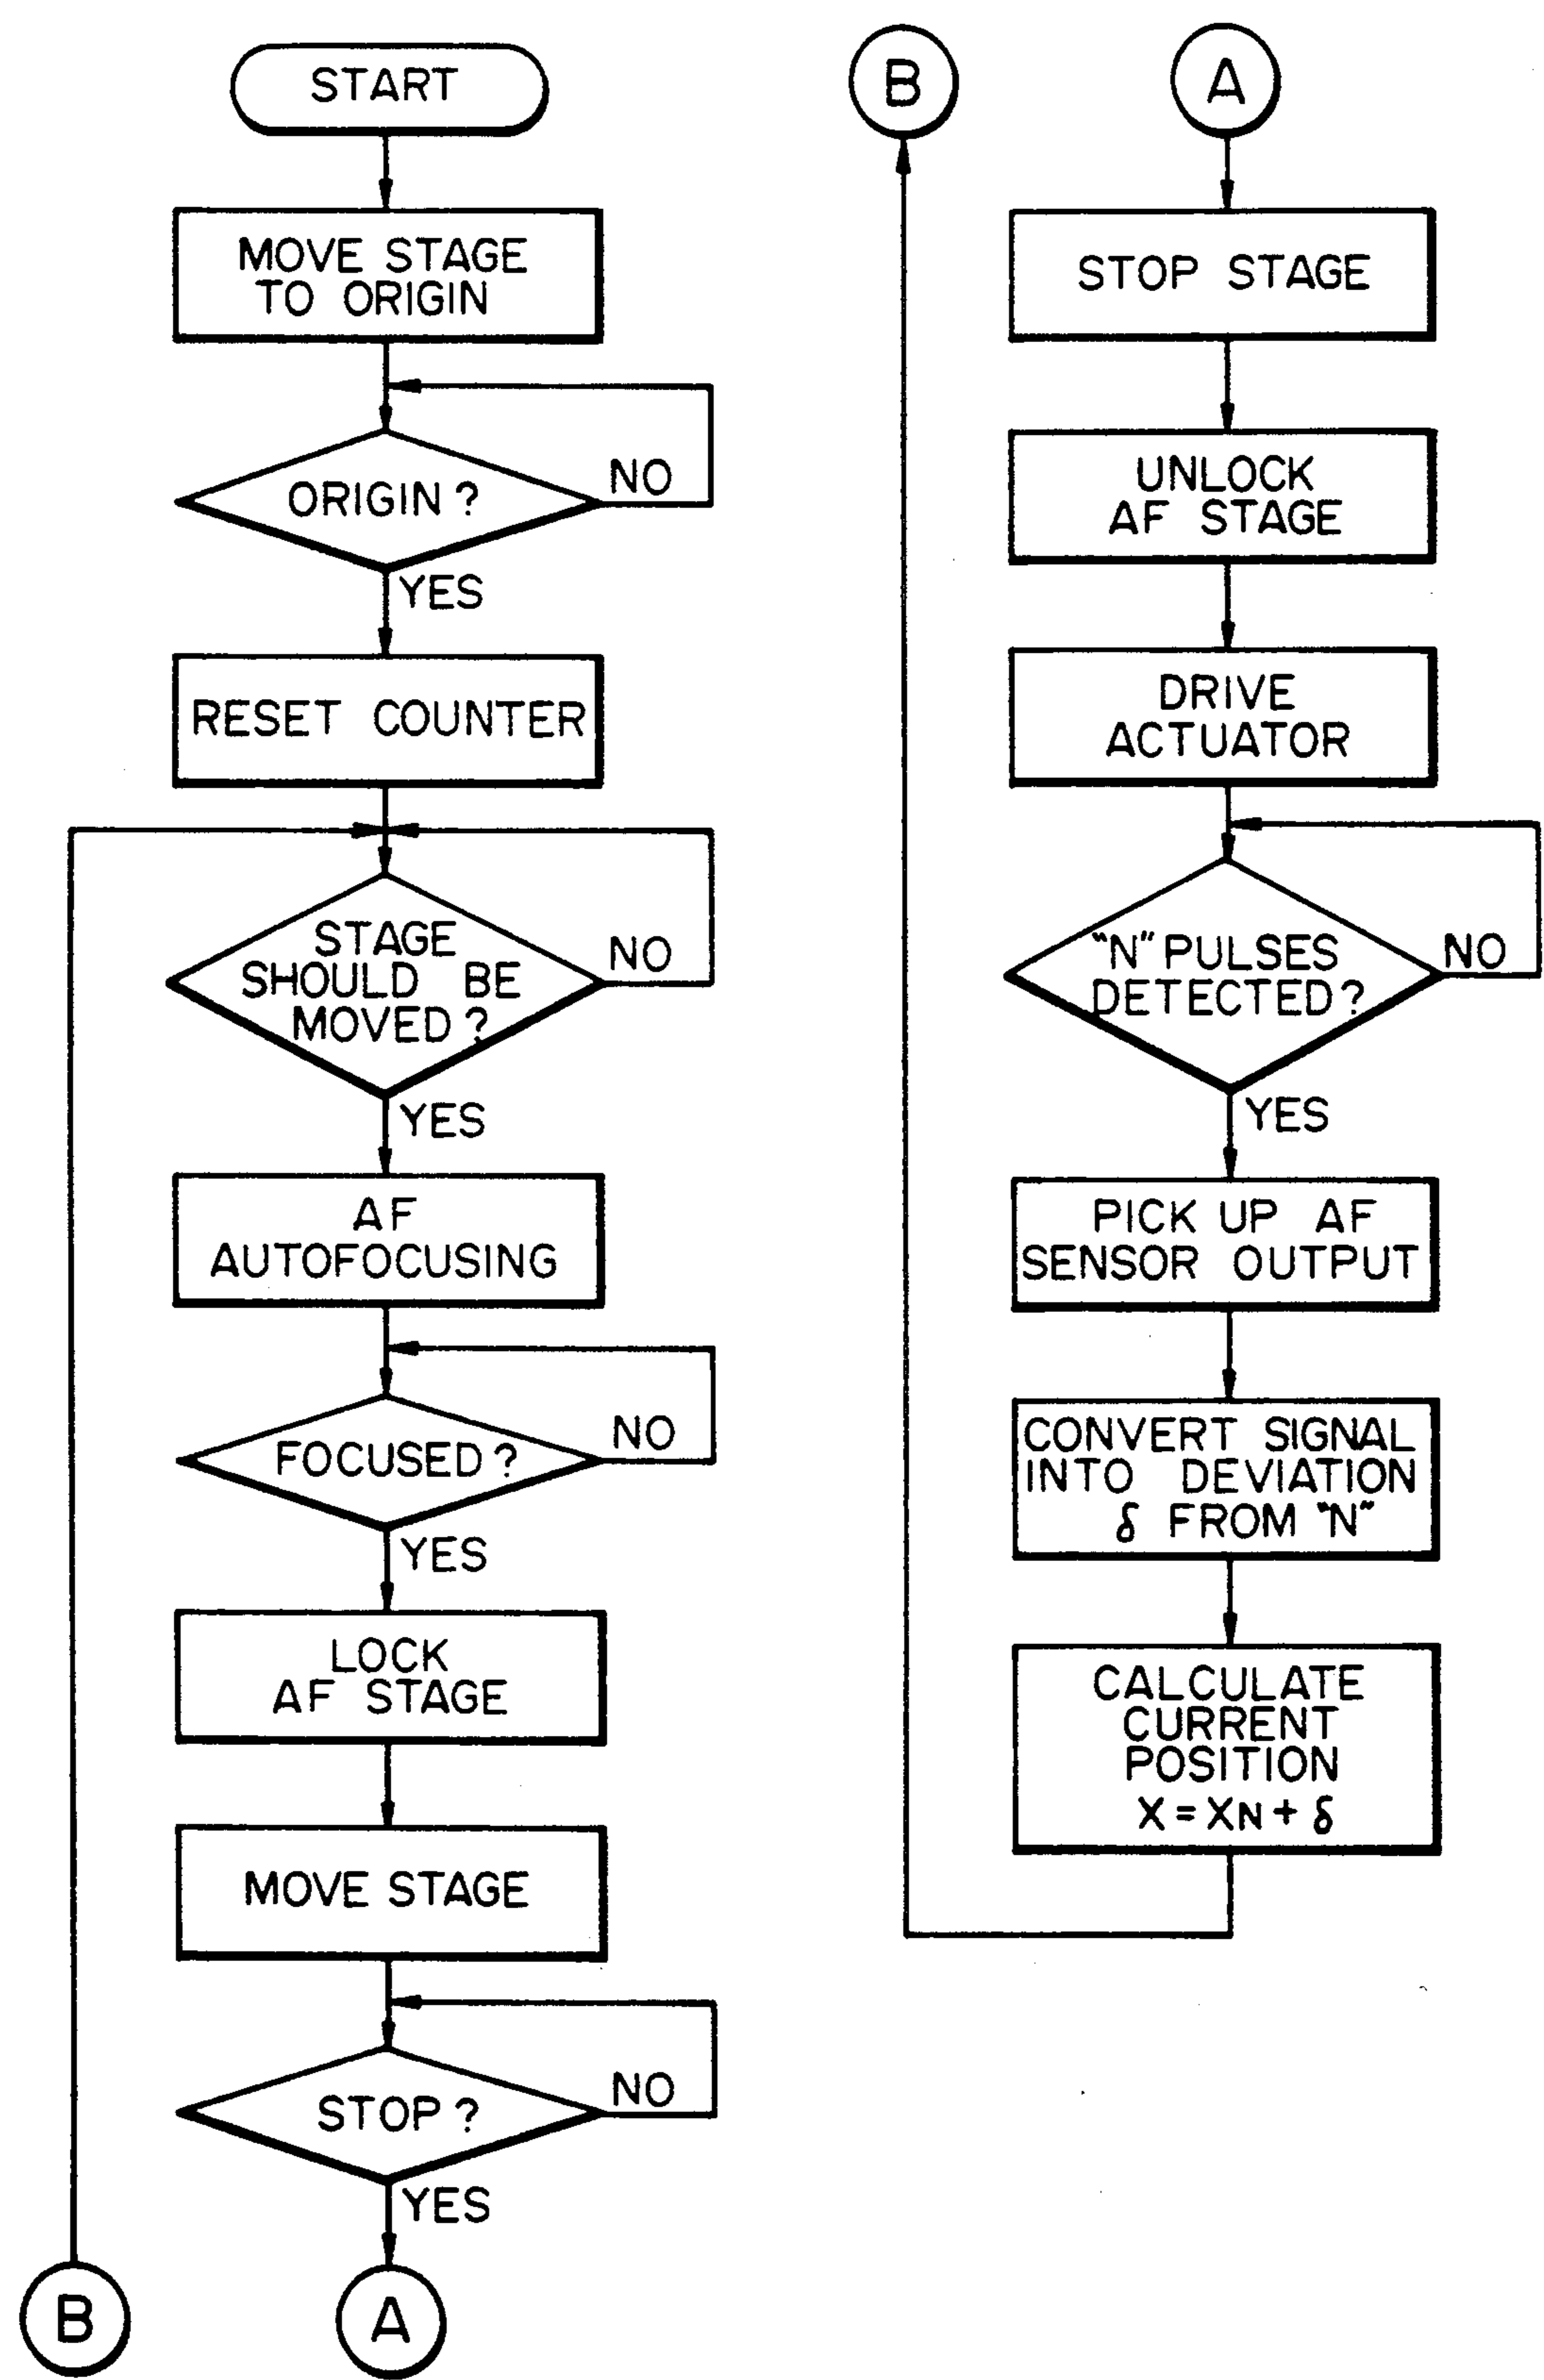 START
MOVE STAGE
TO ORIGIN
ORIGIN?
NO
YES
RESET COUNTER
STAGE
SHOULD BE
MOVED?
NO
YES
AF
AUTOFOCUSING
FOCUSED?
NO
YES
LOCK
AF STAGE
MOVE STAGE
STOP?
NO
YES
B
A
B
A
STOP STAGE
UNLOCK
AF STAGE
DRIVE
ACTUATOR
"N" PULSES
DETECTED?
NO
YES
PICK UP AF
SENSOR OUTPUT
CONVERT SIGNAL
INTO DEVIATION
δ FROM "N"
CALCULATE
CURRENT
POSITION
X = XN + δ